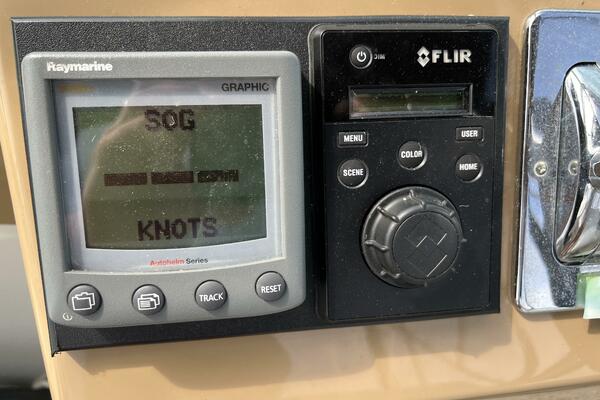 Raymarine
GRAPHIC
SOG
--- --- ---
KNOTS
Autohelm Series
TRACK
RESET
DIM
FLIR
MENU
USER
COLOR
SCENE
HOME